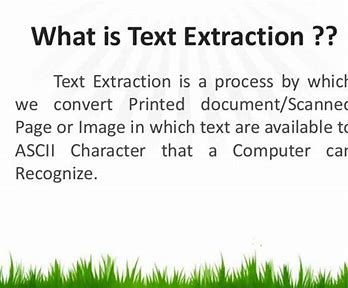 What is Text Extraction ??
Text Extraction is a process by which
we convert Printed document/Scanned
Page or Image in which text are available to
ASCII Character that a Computer can
Recognize.